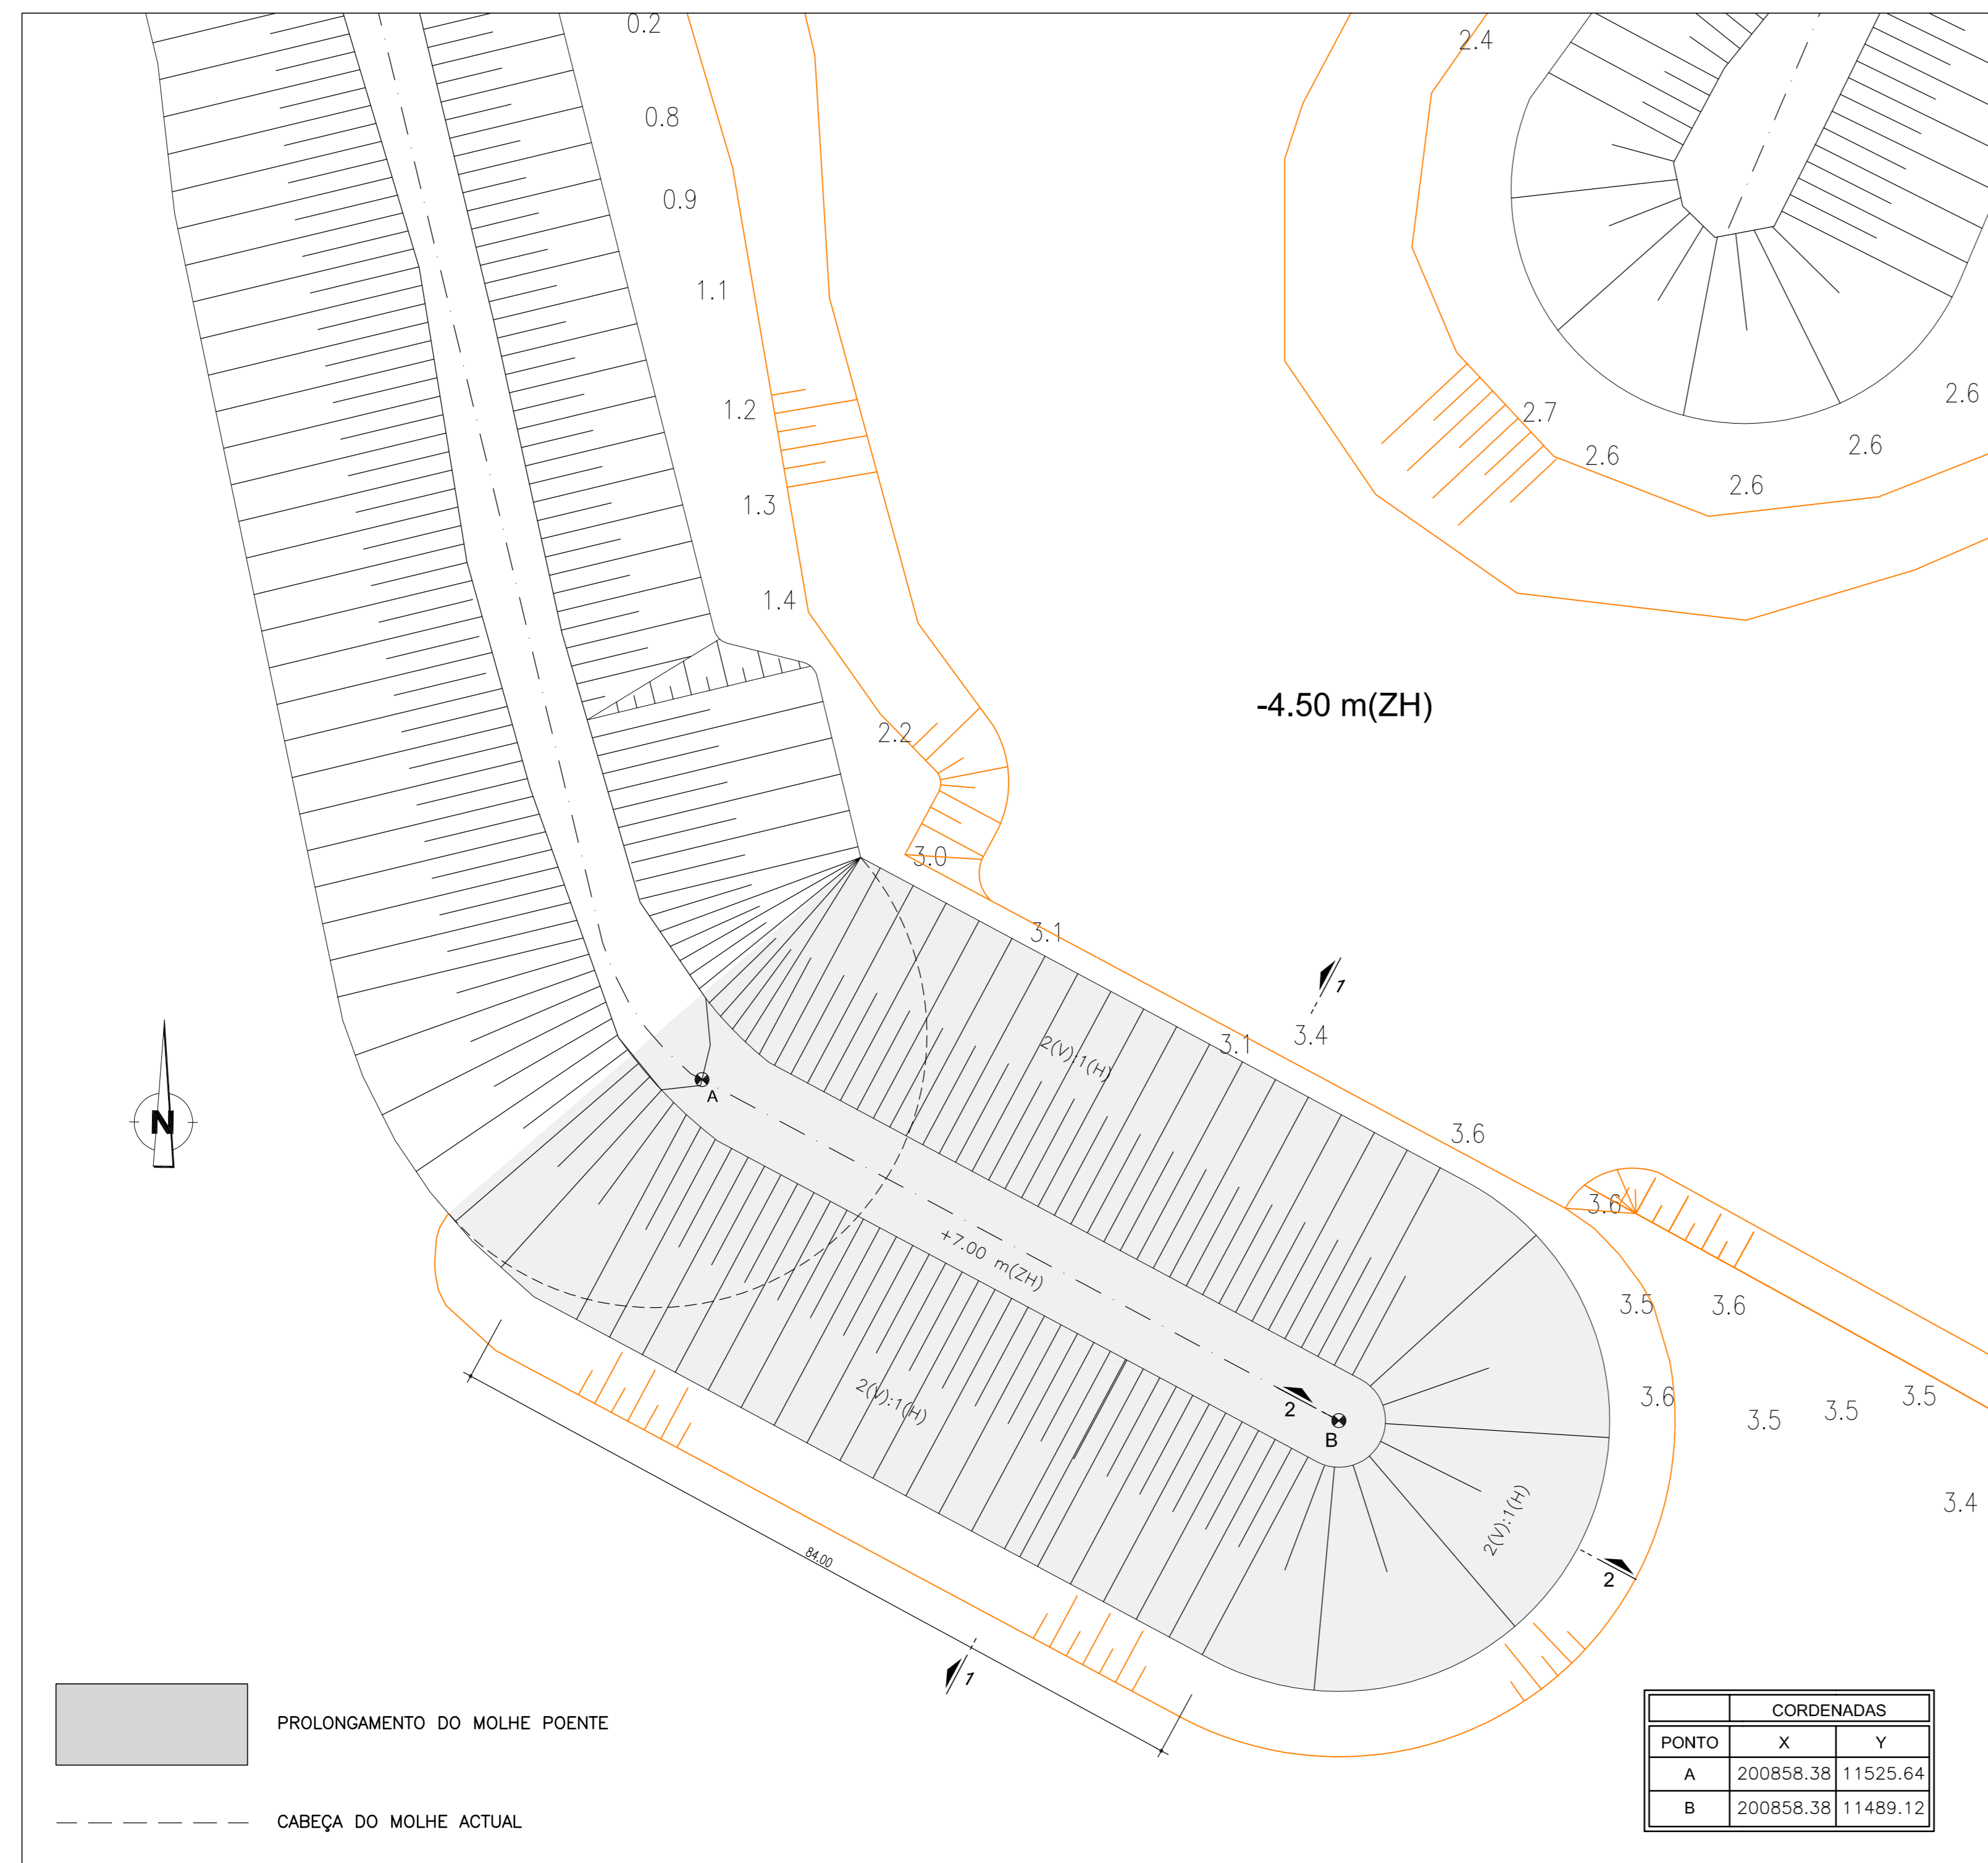 0.2
2.4
0.8
0.9
1.1
2.6
1.2
2.7
2.6
2.6
2.6
1.3
1.4
-4.50 m(ZH)
2.2
3.0
3.1
1
3.4
3.1
2(V):1(H)
A
N
3.6
3.6
+7.00 m(ZH)
3.5
3.6
2(V):1(H)
2
B
3.6
3.5
3.5
3.5
3.4
2(V):1(H)
84.00
2
1
PROLONGAMENTO DO MOLHE POENTE
CABEÇA DO MOLHE ACTUAL
CORDENADAS
PONTO X Y
A 200858.38 11525.64
B 200858.38 11489.12